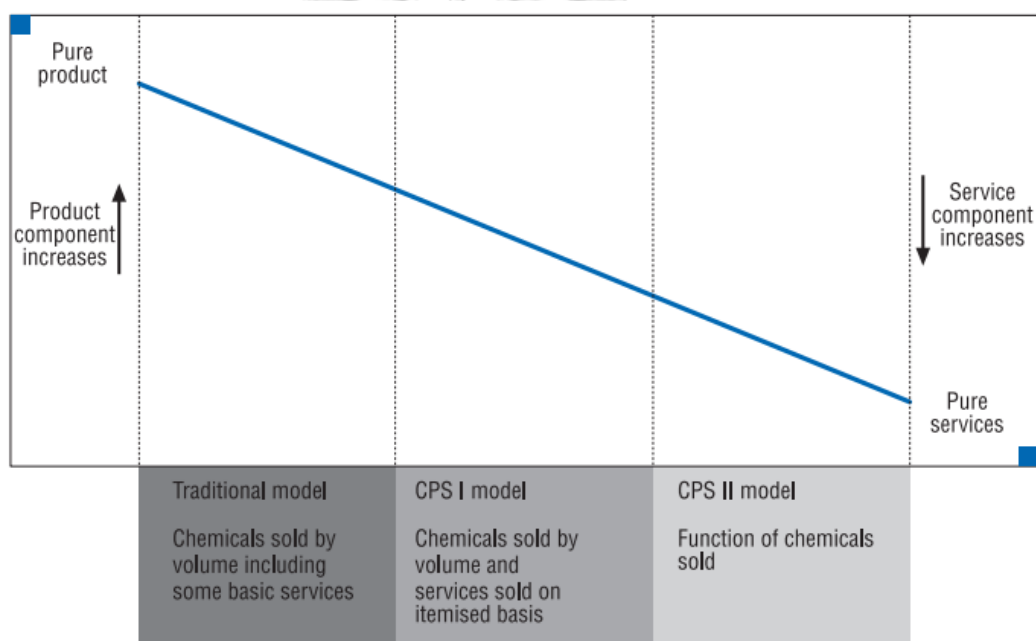 Pure
product
Product
component
increases
Service
component
increases
Pure
services
Traditional model
Chemicals sold by
volume including
some basic services
CPS I model
Chemicals sold by
volume and
services sold on
itemised basis
CPS II model
Function of chemicals
sold